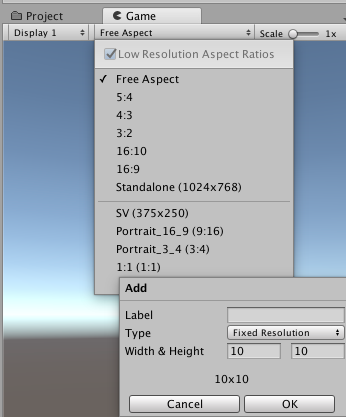 Project
Game
Display 1
Free Aspect
Scale
1x
Low Resolution Aspect Ratios
Free Aspect
5:4
4:3
3:2
16:10
16:9
Standalone (1024x768)
SV (375x250)
Portrait_16_9 (9:16)
Portrait_3_4 (3:4)
1:1 (1:1)
Add
Label
Type Fixed Resolution
Width & Height 10 10
10x10
Cancel OK